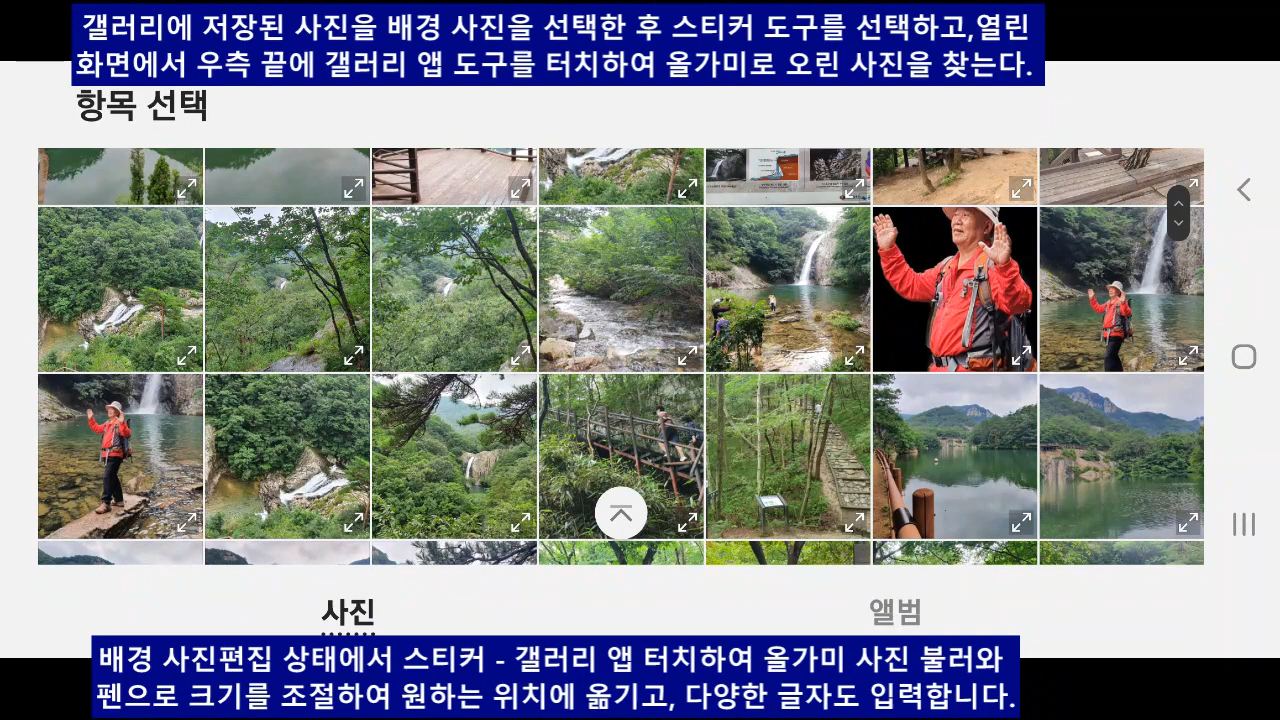 갤러리에 저장된 사진을 배경 사진을 선택한 후 스티커 도구를 선택하고,열린
화면에서 우측 끝에 갤러리 앱 도구를 터치하여 올가미로 오린 사진을 찾는다.
항목 선택
사진
앨범
배경 사진편집 상태에서 스티커 - 갤러리 앱 터치하여 올가미 사진 불러와
펜으로 크기를 조절하여 원하는 위치에 옮기고, 다양한 글자도 입력합니다.